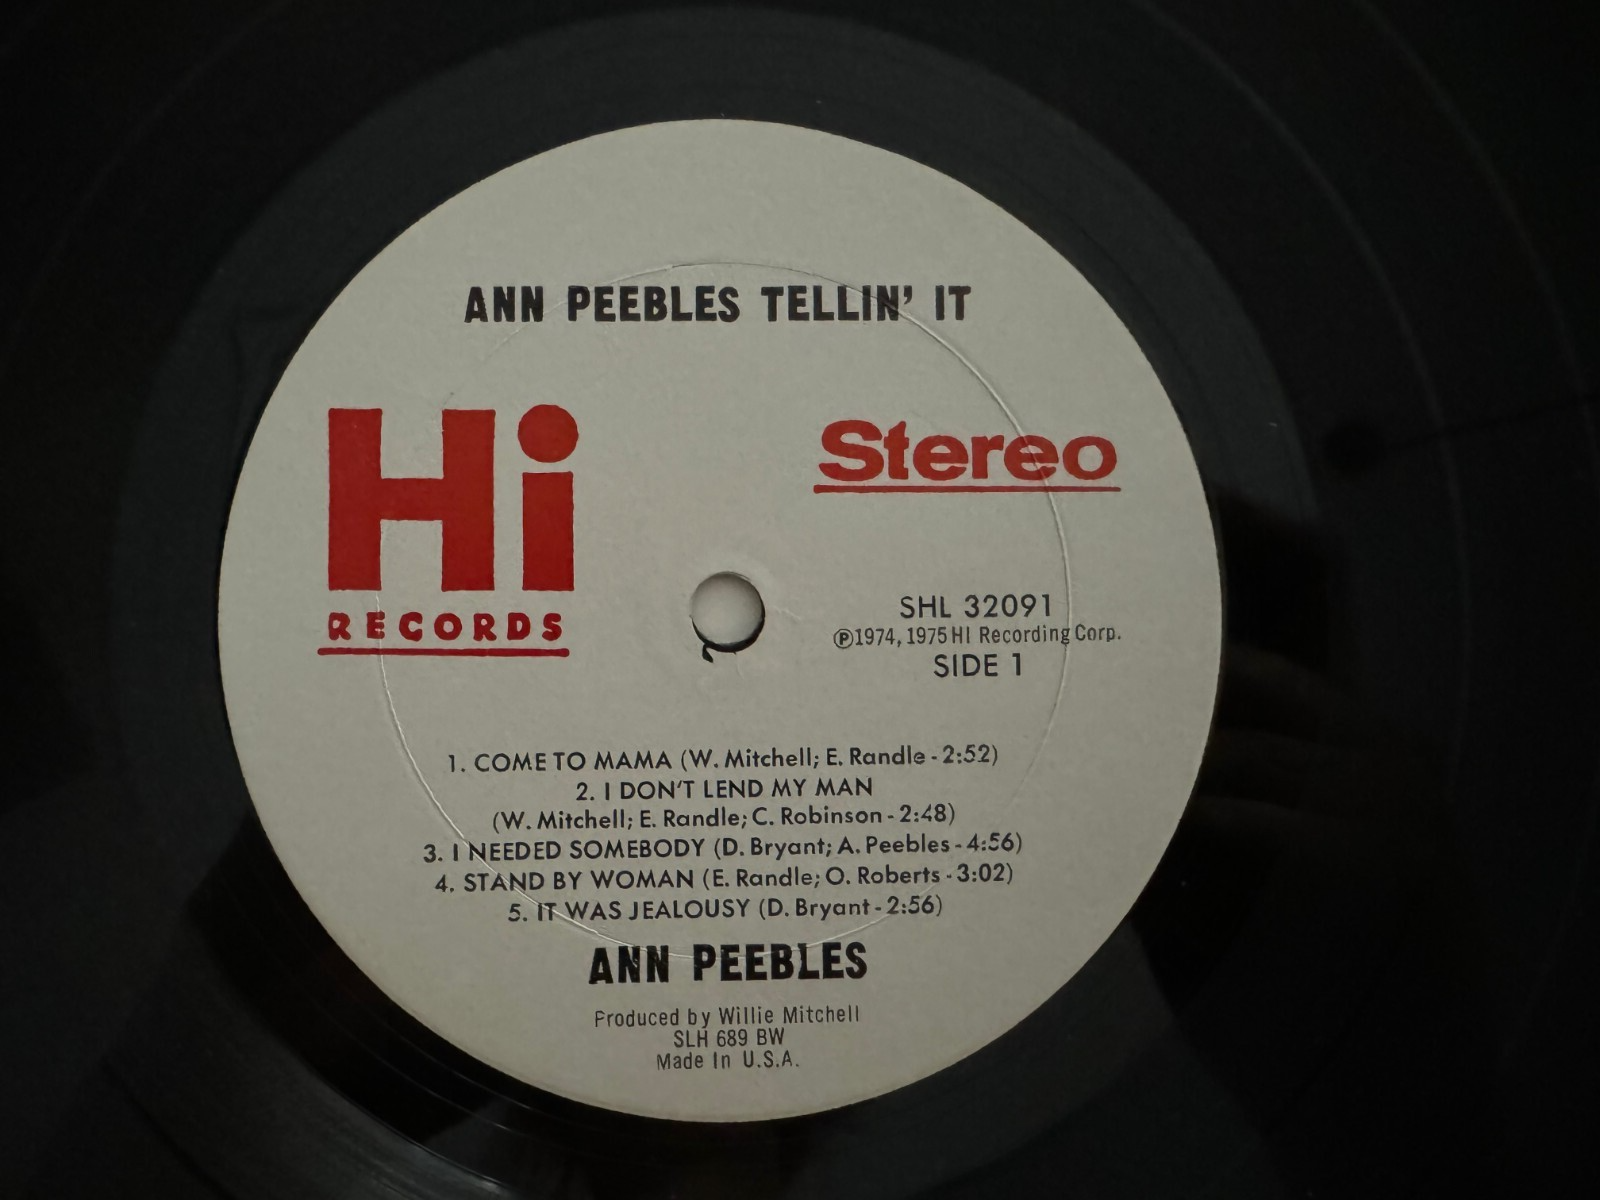 ANN PEEBLES TELLIN' IT
Hi
RECORDS
Stereo
SHL 32091
℗1974, 1975 HI Recording Corp.
SIDE 1
1. COME TO MAMA (W. Mitchell; E. Randle - 2:52)
2. I DON'T LEND MY MAN
(W. Mitchell; E. Randle; C. Robinson - 2:48)
3. I NEEDED SOMEBODY (D. Bryant; A. Peebles - 4:56)
4. STAND BY WOMAN (E. Randle; O. Roberts - 3:02)
5. IT WAS JEALOUSY (D. Bryant - 2:56)
ANN PEEBLES
Produced by Willie Mitchell
SLH 689 BW
Made In U.S.A.